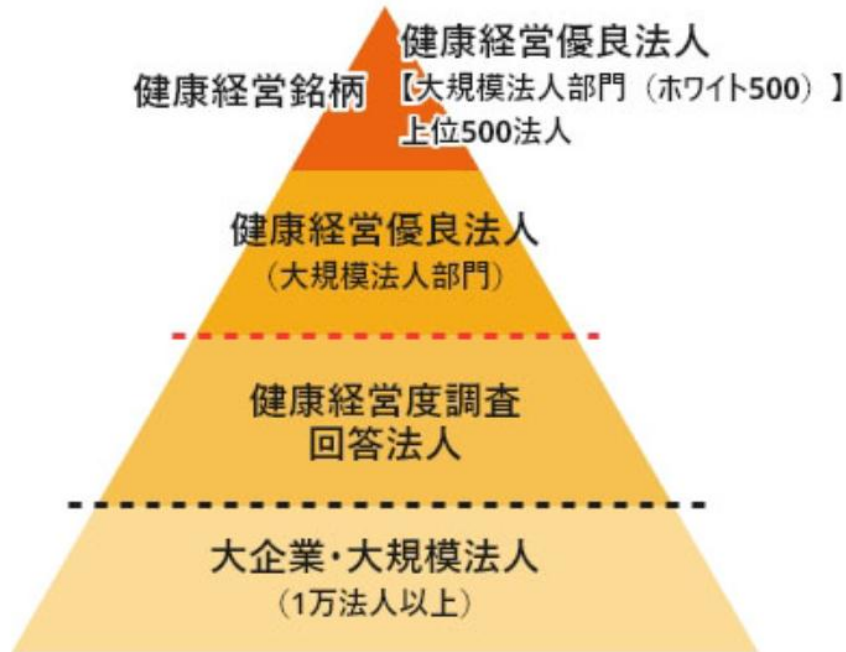 健康経営銘柄
健康経営優良法人
【大規模法人部門（ホワイト500）】
上位500法人
健康経営優良法人
（大規模法人部門）
健康経営度調査
回答法人
大企業・大規模法人
（1万法人以上）